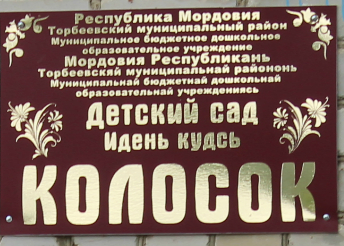 Республика Мордовия
Торбеевский муниципальный район
Муниципальное бюджетное дошкольное
образовательное учреждение
Мордовия Республикань
Торбеевскяй муниципальнай райононь
Муниципальнай бюджетнай дошкольнай
образовательнай учреждениясь
Детский сад
Идень кудсь
КОЛОСОК